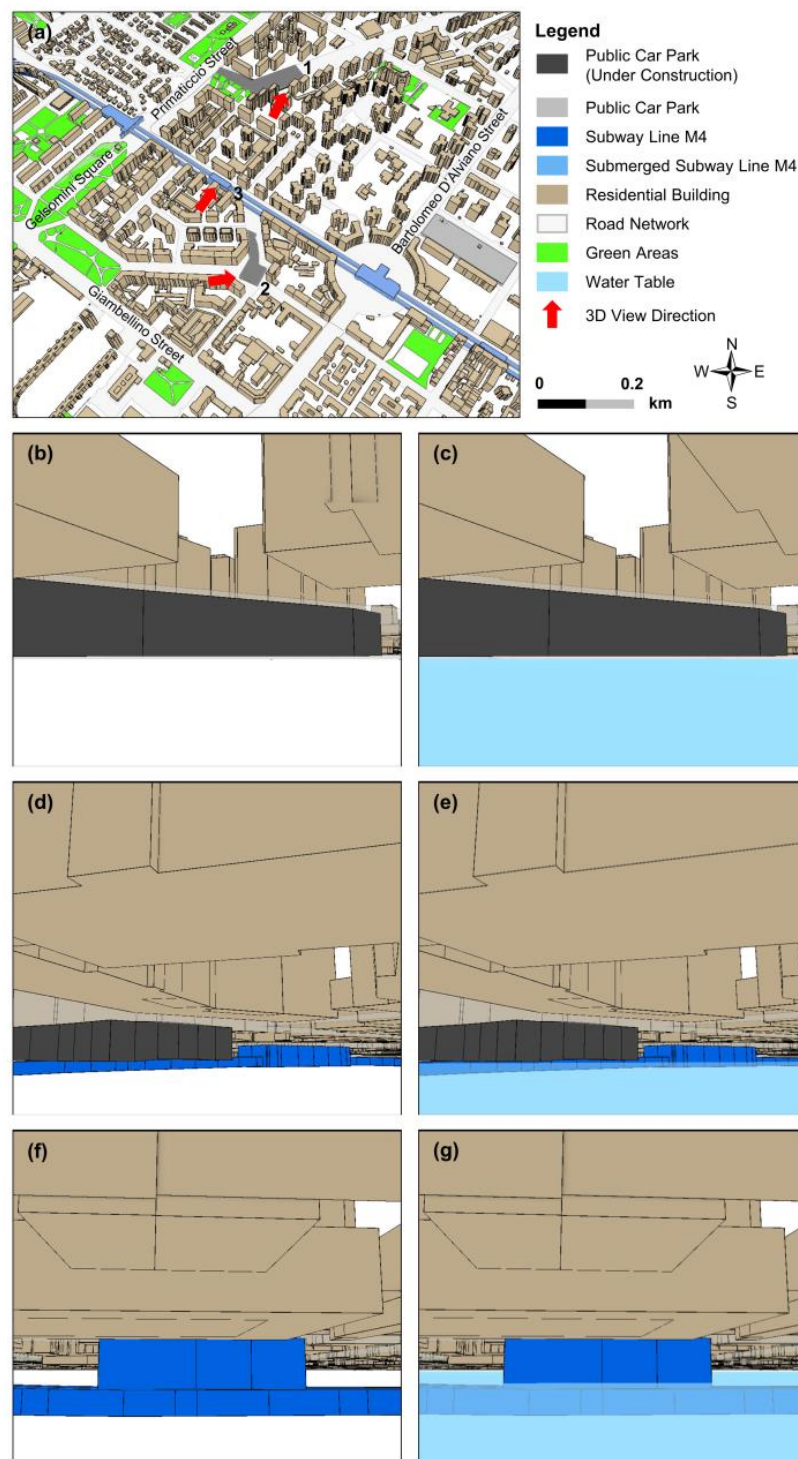 (a)
Primaticcio Street
1
Gelsomini Square
3
Bartolomeo D'Alviano Street
2
Giambellino Street
Legend
Public Car Park
(Under Construction)
Public Car Park
Subway Line M4
Submerged Subway Line M4
Residential Building
Road Network
Green Areas
Water Table
3D View Direction
N
W E
S
0 0.2
km
(b)
(c)
(d)
(e)
(f)
(g)